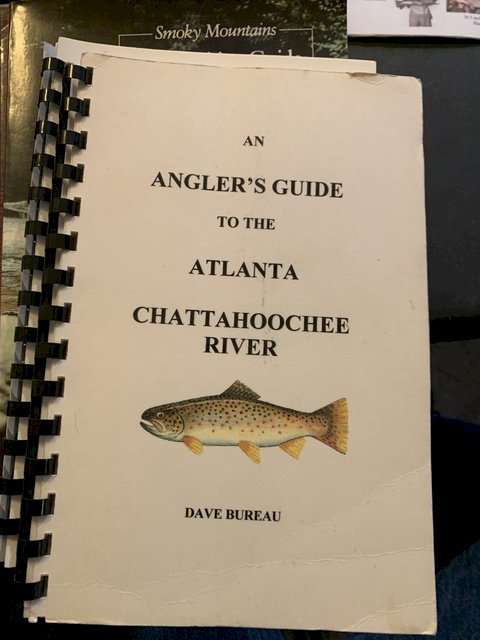 Smoky Mountains
AN
ANGLER'S GUIDE
TO THE
ATLANTA
CHATTAHOOCHEE
RIVER
DAVE BUREAU